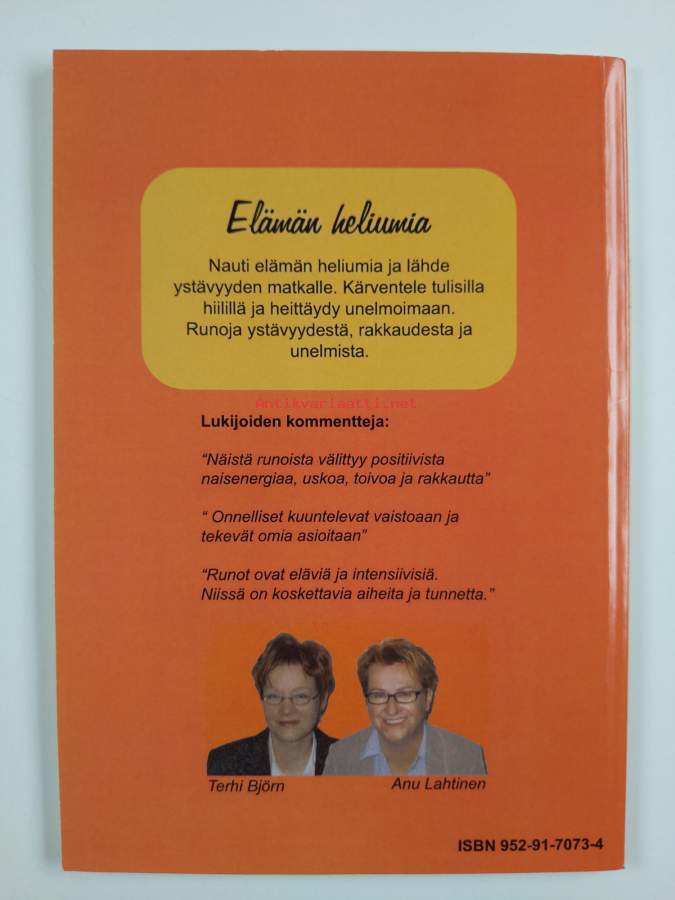 Elämän heliumia
Nauti elämän heliumia ja lähde
ystävyyden matkalle. Kärventele tulisilla
hiilillä ja heittäydy unelmoimaan.
Runoja ystävyydestä, rakkaudesta ja
unelmista.
Antikvariaatti.net
Lukijoiden kommentteja:
“Näistä runoista välittyy positiivista
naisenergiaa, uskoa, toivoa ja rakkautta”
“ Onnelliset kuuntelevat vaistoaan ja
tekevät omia asioitaan”
“Runot ovat eläviä ja intensiivisiä.
Niissä on koskettavia aiheita ja tunnetta.”
Terhi Björn
Anu Lahtinen
ISBN 952-91-7073-4